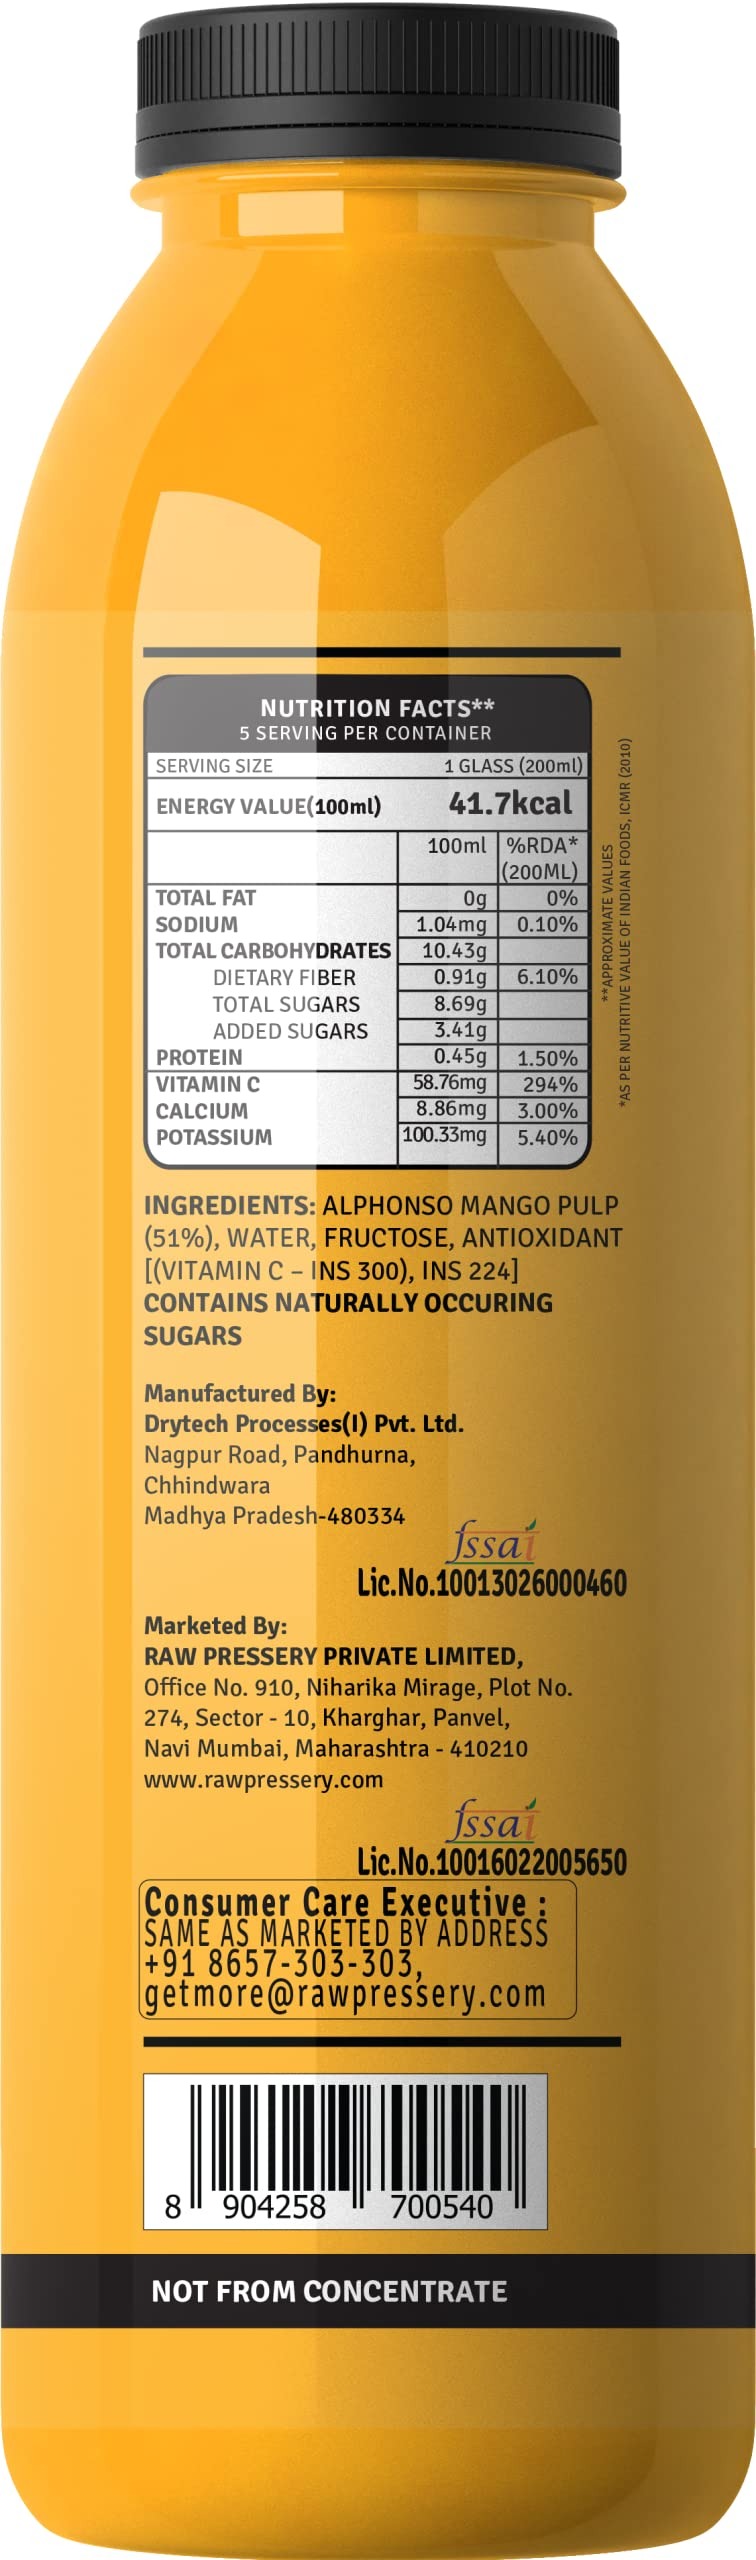 NUTRITION FACTS**
5 SERVING PER CONTAINER
SERVING SIZE 1 GLASS (200ml)
ENERGY VALUE(100ml) 41.7kcal
100ml %RDA*
(200ML)
TOTAL FAT 0g 0%
SODIUM 1.04mg 0.10%
TOTAL CARBOHYDRATES 10.43g
DIETARY FIBER 0.91g 6.10%
TOTAL SUGARS 8.69g
ADDED SUGARS 3.41g
PROTEIN 0.45g 1.50%
VITAMIN C 58.76mg 294%
CALCIUM 8.86mg 3.00%
POTASSIUM 100.33mg 5.40%
**APPROXIMATE VALUES
*AS PER NUTRITIVE VALUE OF INDIAN FOODS, ICMR (2010)
INGREDIENTS: ALPHONSO MANGO PULP
(51%), WATER, FRUCTOSE, ANTIOXIDANT
[(VITAMIN C – INS 300), INS 224]
CONTAINS NATURALLY OCCURING
SUGARS
Manufactured By:
Drytech Processes(I) Pvt. Ltd.
Nagpur Road, Pandhurna,
Chhindwara
Madhya Pradesh-480334
fssai
Lic.No.10013026000460
Marketed By:
RAW PRESSERY PRIVATE LIMITED,
Office No. 910, Niharika Mirage, Plot No.
274, Sector - 10, Kharghar, Panvel,
Navi Mumbai, Maharashtra - 410210
www.rawpressery.com
fssai
Lic.No.10016022005650
Consumer Care Executive :
SAME AS MARKETED BY ADDRESS
+91 8657-303-303,
getmore@rawpressery.com
8 904258 700540
NOT FROM CONCENTRATE